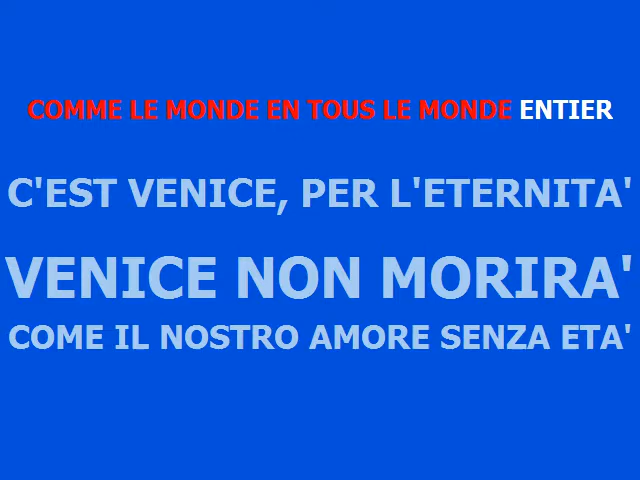 COMME LE MONDE EN TOUS LE MONDE ENTIER
C'EST VENICE, PER L'ETERNITA'
VENICE NON MORIRA'
COME IL NOSTRO AMORE SENZA ETA'